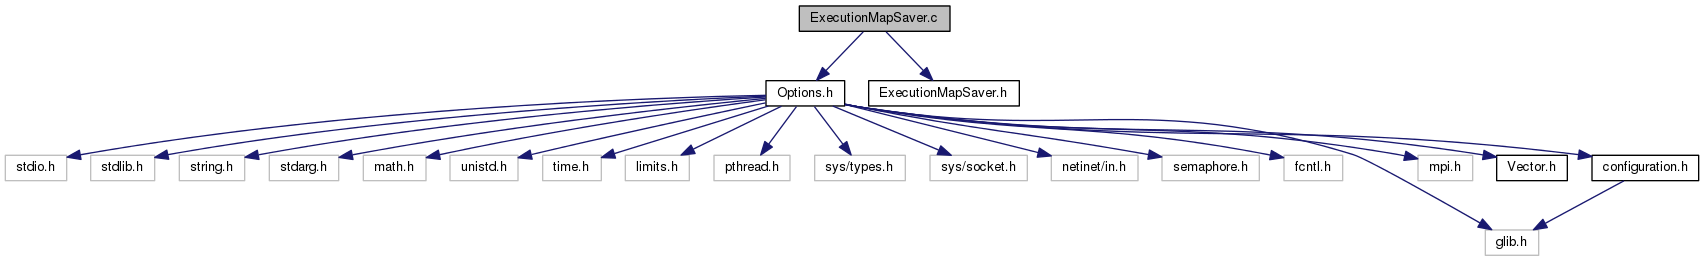 ExecutionMapSaver.c
Options.h
ExecutionMapSaver.h
stdio.h
stdlib.h
string.h
stdarg.h
math.h
unistd.h
time.h
limits.h
pthread.h
sys/types.h
sys/socket.h
netinet/in.h
semaphore.h
fcntl.h
mpi.h
Vector.h
configuration.h
glib.h